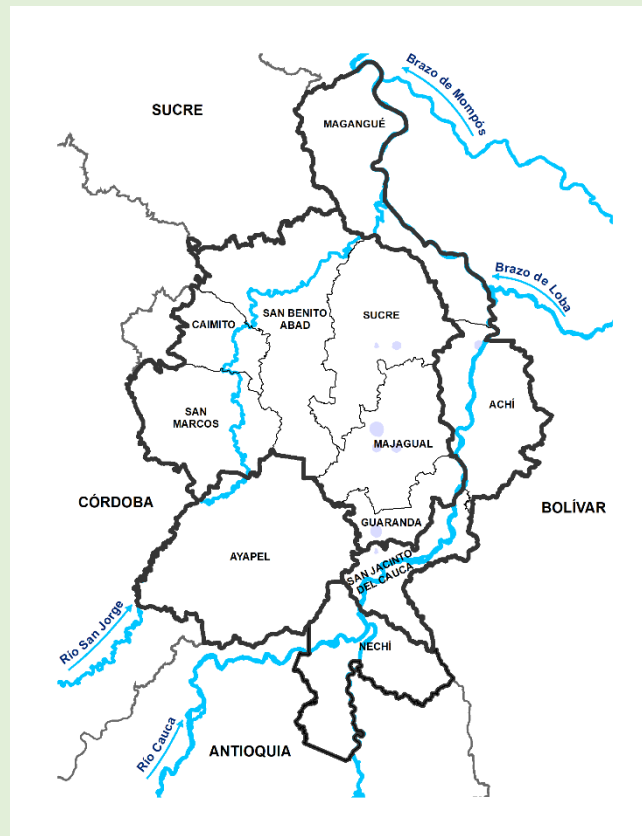 Brazo de Mompós
SUCRE
MAGANGUÉ
Brazo de Loba
SAN BENITO
ABAD
SUCRE
CAIMITO
ACHÍ
SAN
MARCOS
MAJAGUAL
CÓRDOBA
BOLÍVAR
GUARANDA
AYAPEL
SAN JACINTO
DEL CAUCA
Río San Jorge
NECHÍ
Río Cauca
ANTIOQUIA